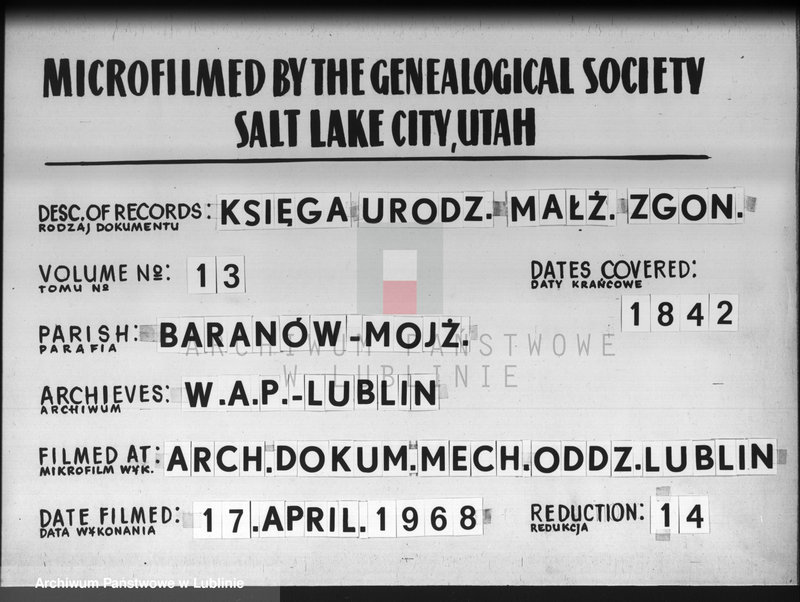 MICROFILMED BY THE GENEALOGICAL SOCIETY
SALT LAKE CITY, UTAH
DESC. OF RECORDS: KSIĘGA URODZ. MAŁŻ. ZGON.
RODZAJ DOKUMENTU
VOLUME Nº: 13
TOMU Nº
DATES COVERED:
DATY KRAŃCOWE
1842
PARISH: BARANÓW-MOJŻ.
PARAFIA
ARCHIWUM PAŃSTWOWE
W LUBLINIE
ARCHIEVES: W.A.P.-LUBLIN
ARCHIWUM
FILMED AT: ARCH.DOKUM.MECH.ODDZ.LUBLIN
MIKROFILM WYK.
DATE FILMED: 17.APRIL.1968
DATA WYKONANIA
REDUCTION: 14
REDUKCJA
Archiwum Państwowe w Lublinie